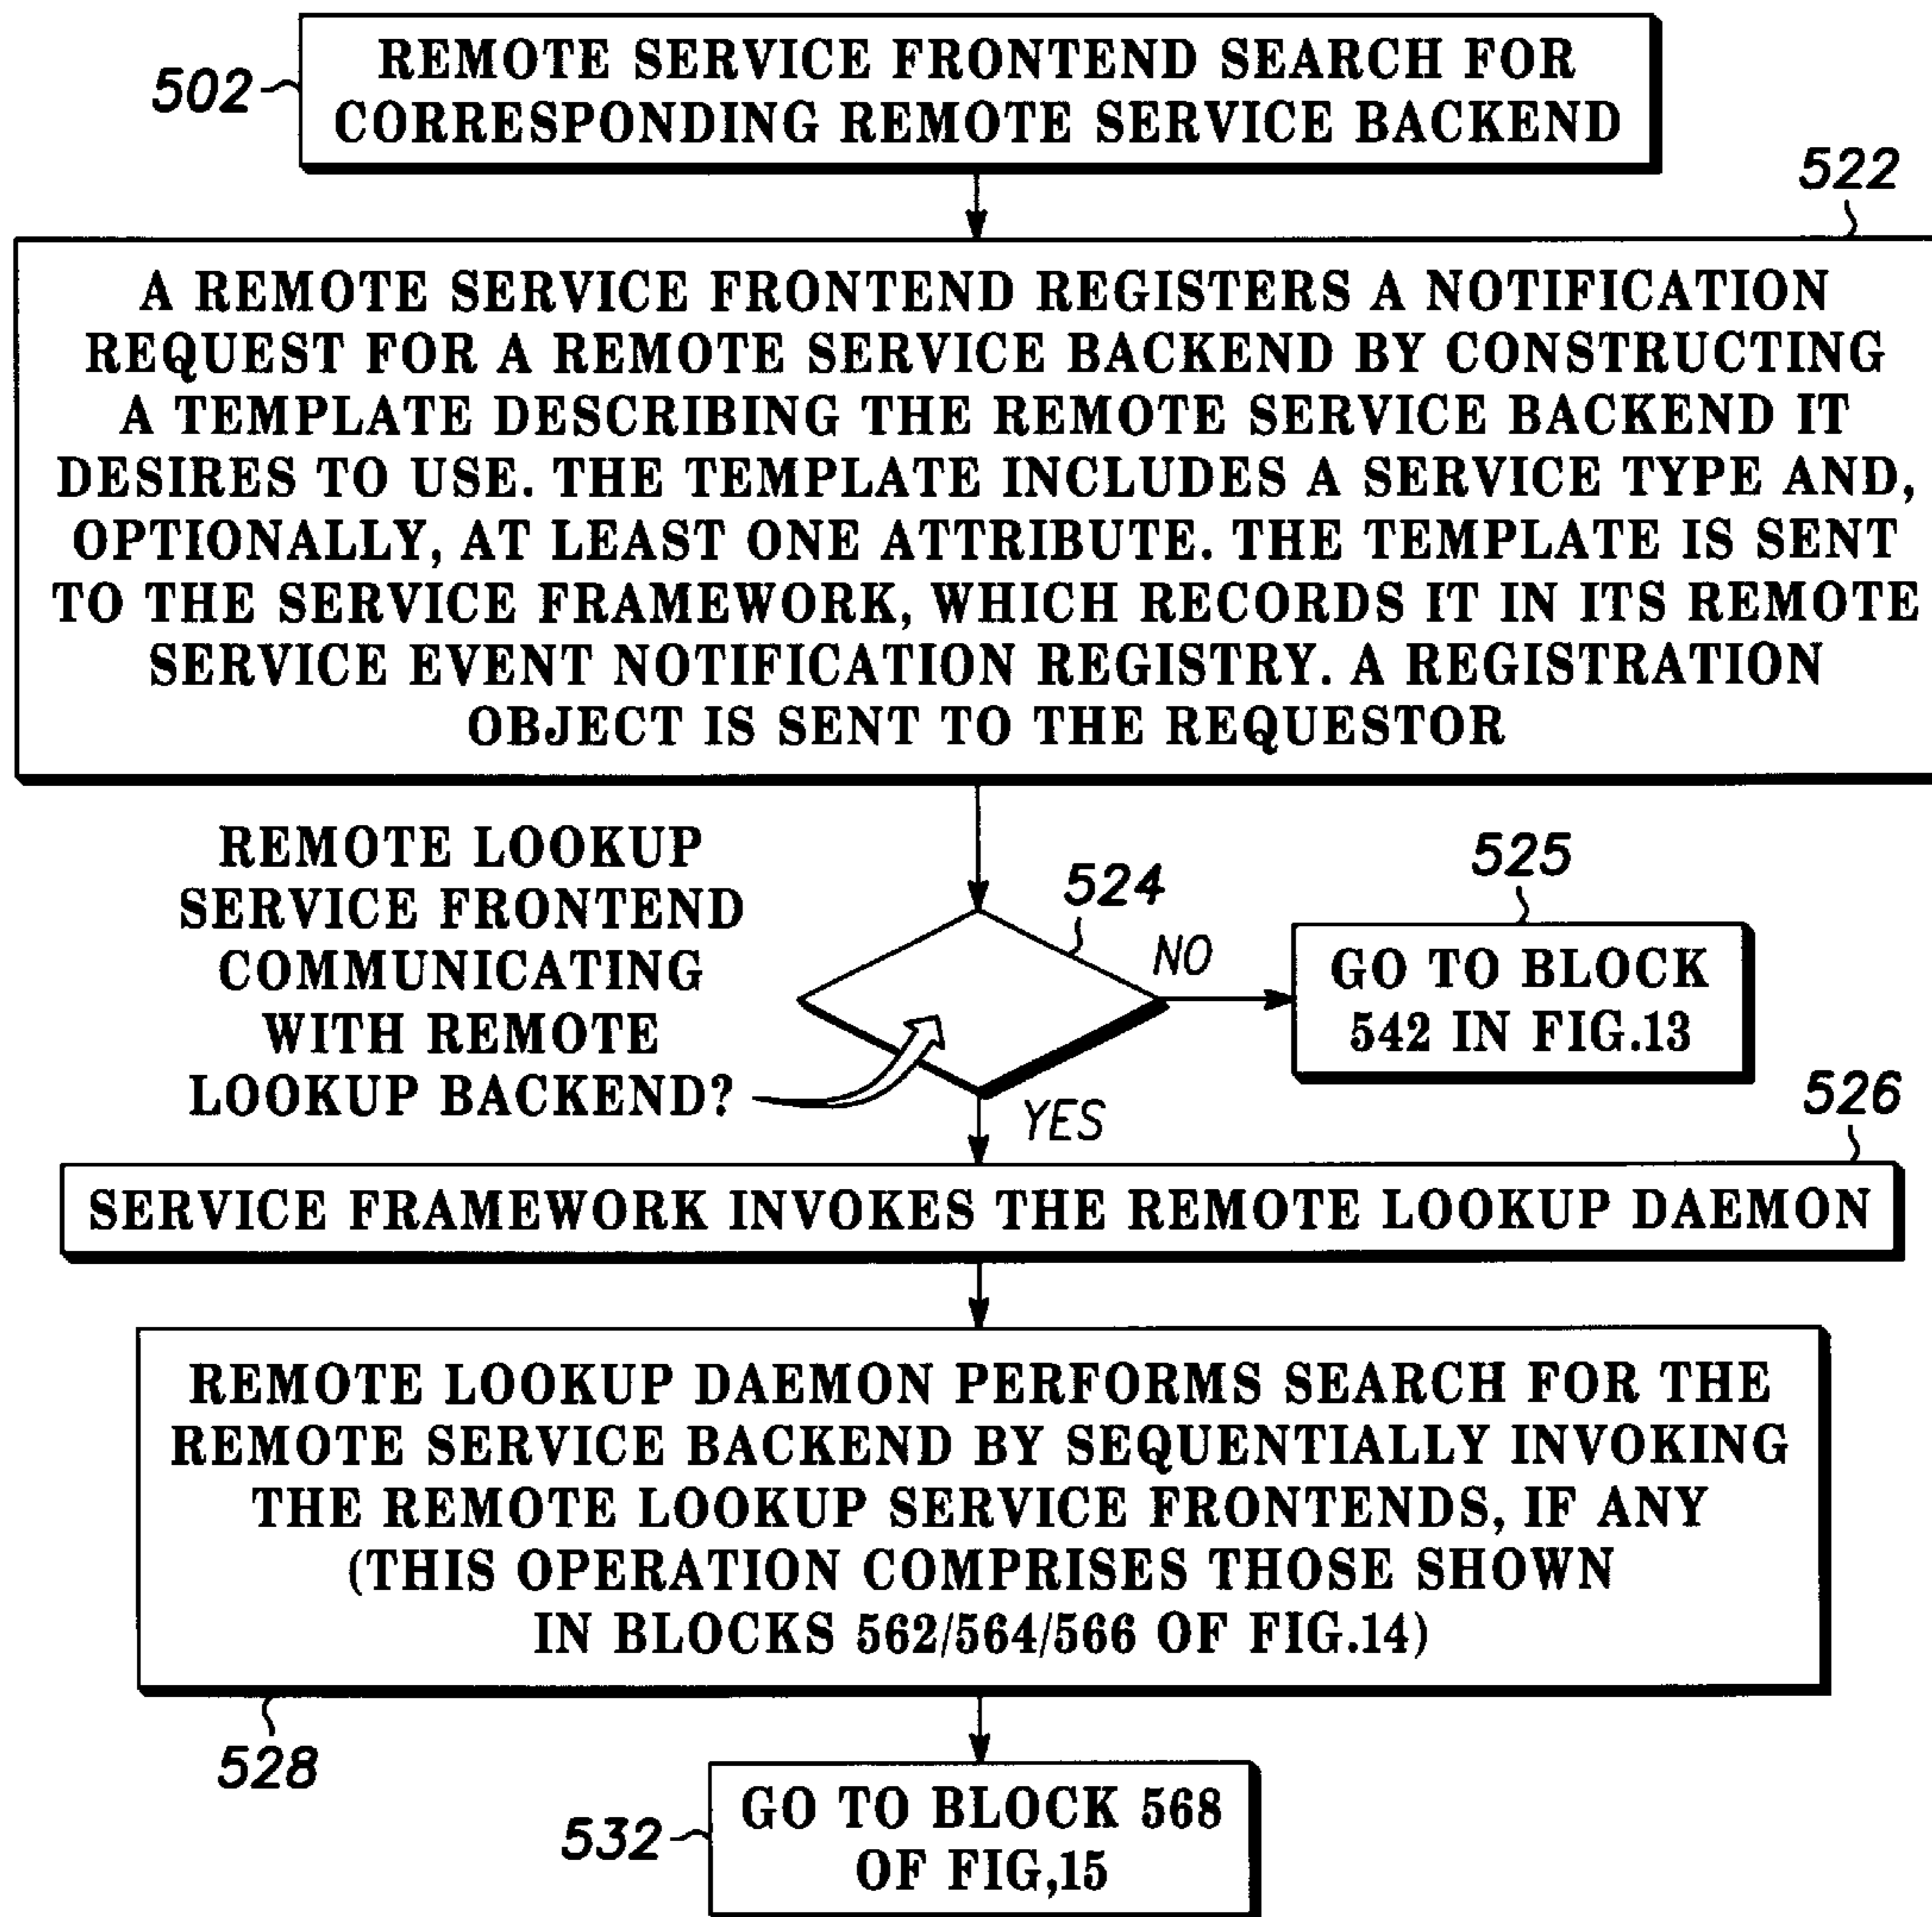 502
REMOTE SERVICE FRONTEND SEARCH FOR
CORRESPONDING REMOTE SERVICE BACKEND
522
A REMOTE SERVICE FRONTEND REGISTERS A NOTIFICATION
REQUEST FOR A REMOTE SERVICE BACKEND BY CONSTRUCTING
A TEMPLATE DESCRIBING THE REMOTE SERVICE BACKEND IT
DESIRES TO USE. THE TEMPLATE INCLUDES A SERVICE TYPE AND,
OPTIONALLY, AT LEAST ONE ATTRIBUTE. THE TEMPLATE IS SENT
TO THE SERVICE FRAMEWORK, WHICH RECORDS IT IN ITS REMOTE
SERVICE EVENT NOTIFICATION REGISTRY. A REGISTRATION
OBJECT IS SENT TO THE REQUESTOR
REMOTE LOOKUP
SERVICE FRONTEND
COMMUNICATING
WITH REMOTE
LOOKUP BACKEND?
524
NO
525
GO TO BLOCK
542 IN FIG.13
YES
526
SERVICE FRAMEWORK INVOKES THE REMOTE LOOKUP DAEMON
REMOTE LOOKUP DAEMON PERFORMS SEARCH FOR THE
REMOTE SERVICE BACKEND BY SEQUENTIALLY INVOKING
THE REMOTE LOOKUP SERVICE FRONTENDS, IF ANY
(THIS OPERATION COMPRISES THOSE SHOWN
IN BLOCKS 562/564/566 OF FIG.14)
528
532
GO TO BLOCK 568
OF FIG,15